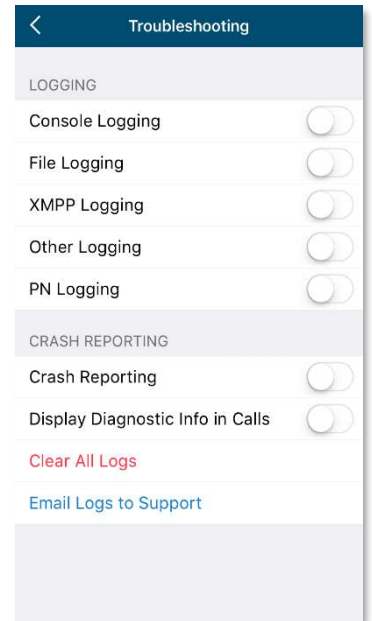 Troubleshooting
LOGGING
Console Logging
File Logging
XMPP Logging
Other Logging
PN Logging
CRASH REPORTING
Crash Reporting
Display Diagnostic Info in Calls
Clear All Logs
Email Logs to Support